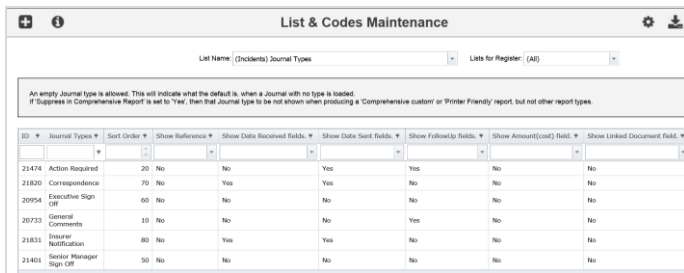 List & Codes Maintenance
List Name: (Incidents) Journal Types Lists for Register: (All)
An empty Journal type is allowed. This will indicate what the default is, when a Journal with no type is loaded.
If 'Suppress in Comprehensive Report' is set to 'Yes', then that Journal type to be not shown when producing a 'Comprehensive custom' or 'Printer Friendly' report, but not other report types.
ID Journal Types Sort Order Show Reference Show Date Received fields. Show Date Sent fields. Show FollowUp fields. Show Amount(cost) field. Show Linked Document field.
21474 Action Required 20 No No Yes Yes No No
21820 Correspondence 70 No Yes Yes No No No
20954 Executive Sign Off 60 No No No No No No
20733 General Comments 10 No No No Yes No No
21831 Insurer Notification 80 No Yes Yes No No No
21401 Senior Manager Sign Off 50 No No No No No No